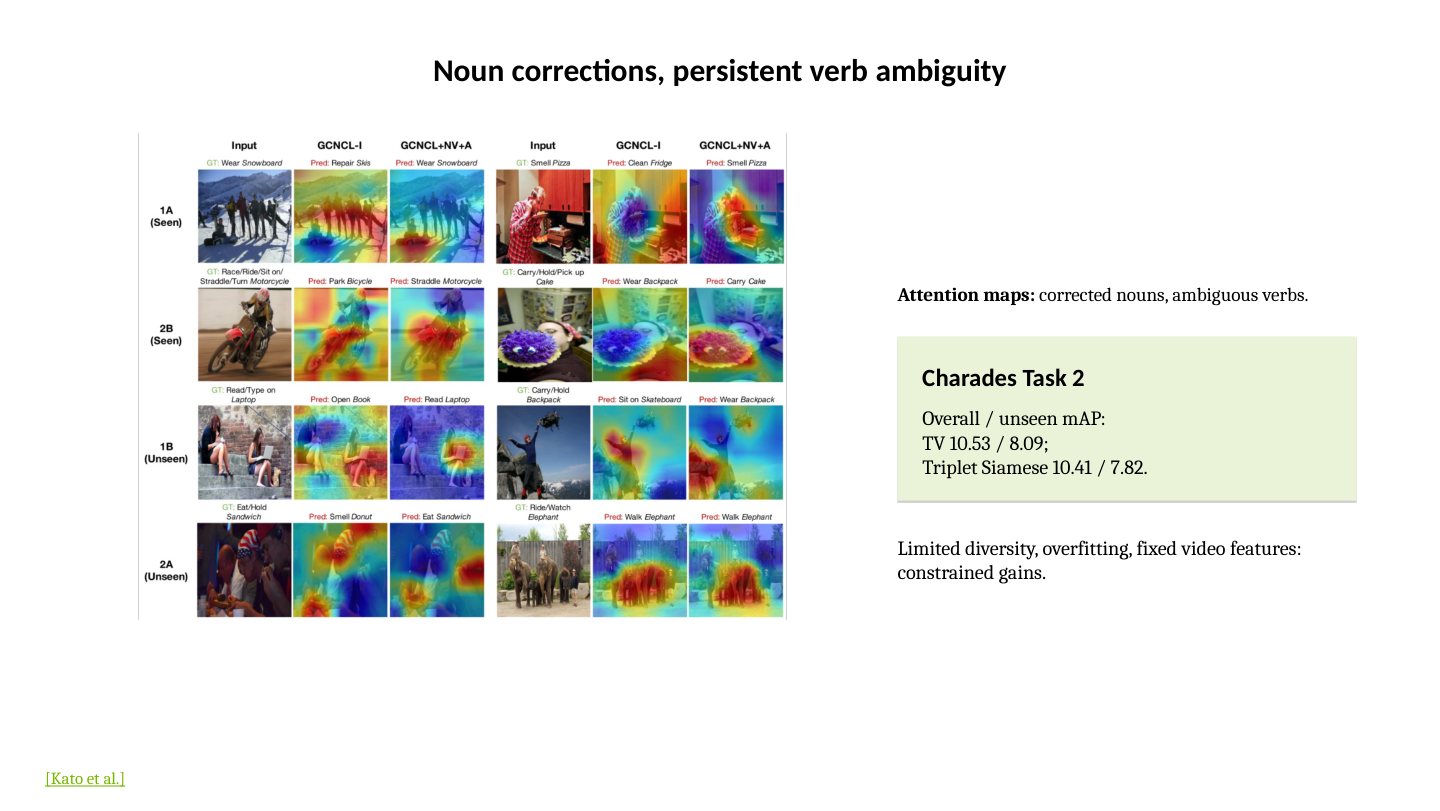 Noun corrections, persistent verb ambiguity
Input GCNCL-I GCNCL+NV+A Input GCNCL-I GCNCL+NV+A
GT: Wear Snowboard Pred: Repair Skis Pred: Wear Snowboard GT: Smell Pizza Pred: Clean Fridge Pred: Smell Pizza
1A
(Seen)
GT: Race/Ride/Sit on/
Straddle/Turn Motorcycle Pred: Park Bicycle Pred: Straddle Motorcycle
GT: Carry/Hold/Pick up
Cake Pred: Wear Backpack Pred: Carry Cake
2B
(Seen)
GT: Read/Type on
Laptop Pred: Open Book Pred: Read Laptop
GT: Carry/Hold
Backpack Pred: Sit on Skateboard Pred: Wear Backpack
1B
(Unseen)
GT: Eat/Hold
Sandwich Pred: Smell Donut Pred: Eat Sandwich
GT: Ride/Watch
Elephant Pred: Walk Elephant Pred: Walk Elephant
2A
(Unseen)
Attention maps: corrected nouns, ambiguous verbs.
Charades Task 2
Overall / unseen mAP:
TV 10.53 / 8.09;
Triplet Siamese 10.41 / 7.82.
Limited diversity, overfitting, fixed video features:
constrained gains.
[Kato et al.]